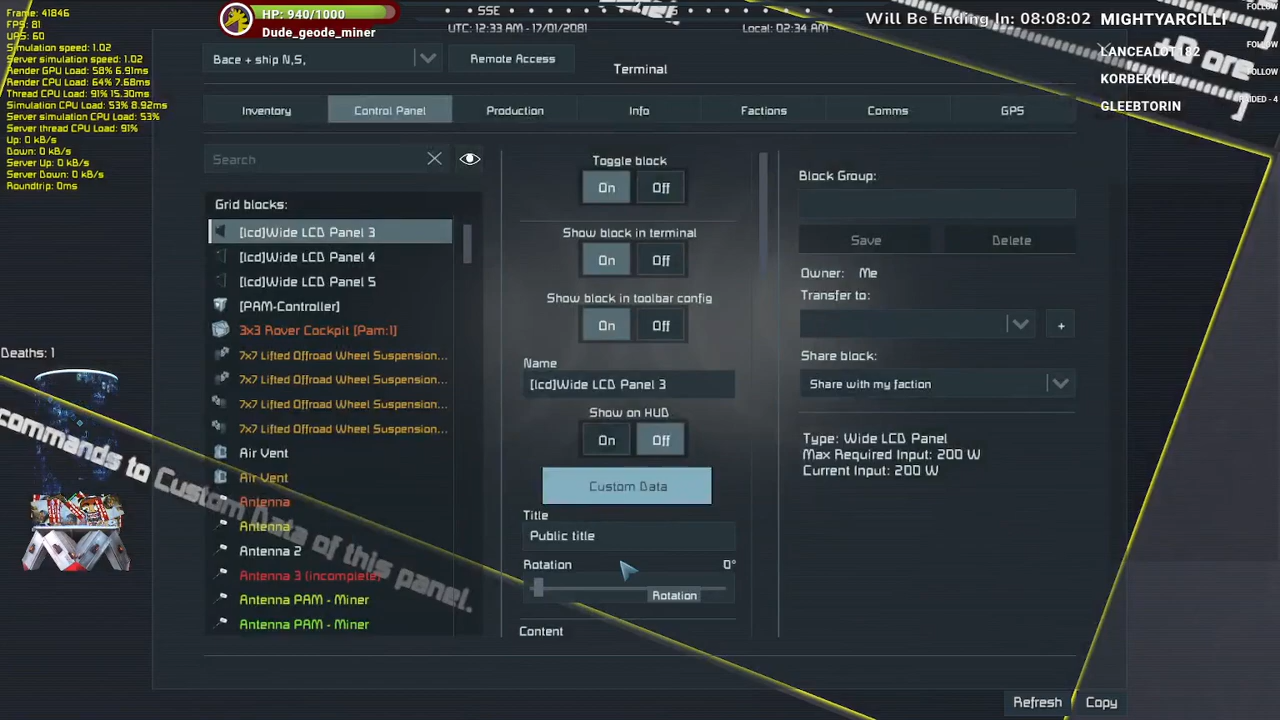 Frame: 41846
FPS: 81
UPS: 60
Simulation speed: 1.02
Server simulation speed: 1.02
Render GPU Load: 58% 6.91ms
Render CPU Load: 64% 7.68ms
Thread CPU Load: 91% 15.30ms
Simulation CPU Load: 53% 8.92ms
Server simulation CPU Load: 53%
Server thread CPU Load: 91%
Up: 0 kB/s
Down: 0 kB/s
Server Up: 0 kB/s
Server Down: 0 kB/s
Roundtrip: 0ms
HP: 940/1000
Dude_geode_miner
SSE
UTC: 12:33 AM - 17/01/2081
Local: 02:34 AM
Will Be Ending In: 08:08:02
MIGHTYARCILLI
LANCEALOT182
KORBEKULL
GLEEBTORIN
FOLLOW
FOLLOW
FOLLOW
RAIDED - 4
+B ore
Bace + ship N,S,
Remote Access
Terminal
Inventory
Control Panel
Production
Info
Factions
Comms
GPS
Search
Grid blocks:
[lcd]Wide LCD Panel 3
[lcd]Wide LCD Panel 4
[lcd]Wide LCD Panel 5
[PAM-Controller]
3x3 Rover Cockpit [Pam:1]
7x7 Lifted Offroad Wheel Suspension...
7x7 Lifted Offroad Wheel Suspension...
7x7 Lifted Offroad Wheel Suspension...
7x7 Lifted Offroad Wheel Suspension...
Air Vent
Air Vent
Antenna
Antenna
Antenna 2
Antenna 3 (incomplete)
Antenna PAM - Miner
Antenna PAM - Miner
Toggle block
On Off
Show block in terminal
On Off
Show block in toolbar config
On Off
Name
[lcd]Wide LCD Panel 3
Show on HUD
On Off
Custom Data
Title
Public title
Rotation 0°
Rotation
Content
Block Group:
Save Delete
Owner: Me
Transfer to:
+
Share block:
Share with my faction
Type: Wide LCD Panel
Max Required Input: 200 W
Current Input: 200 W
Deaths: 1
commands to Custom Data of this panel.
Refresh
Copy